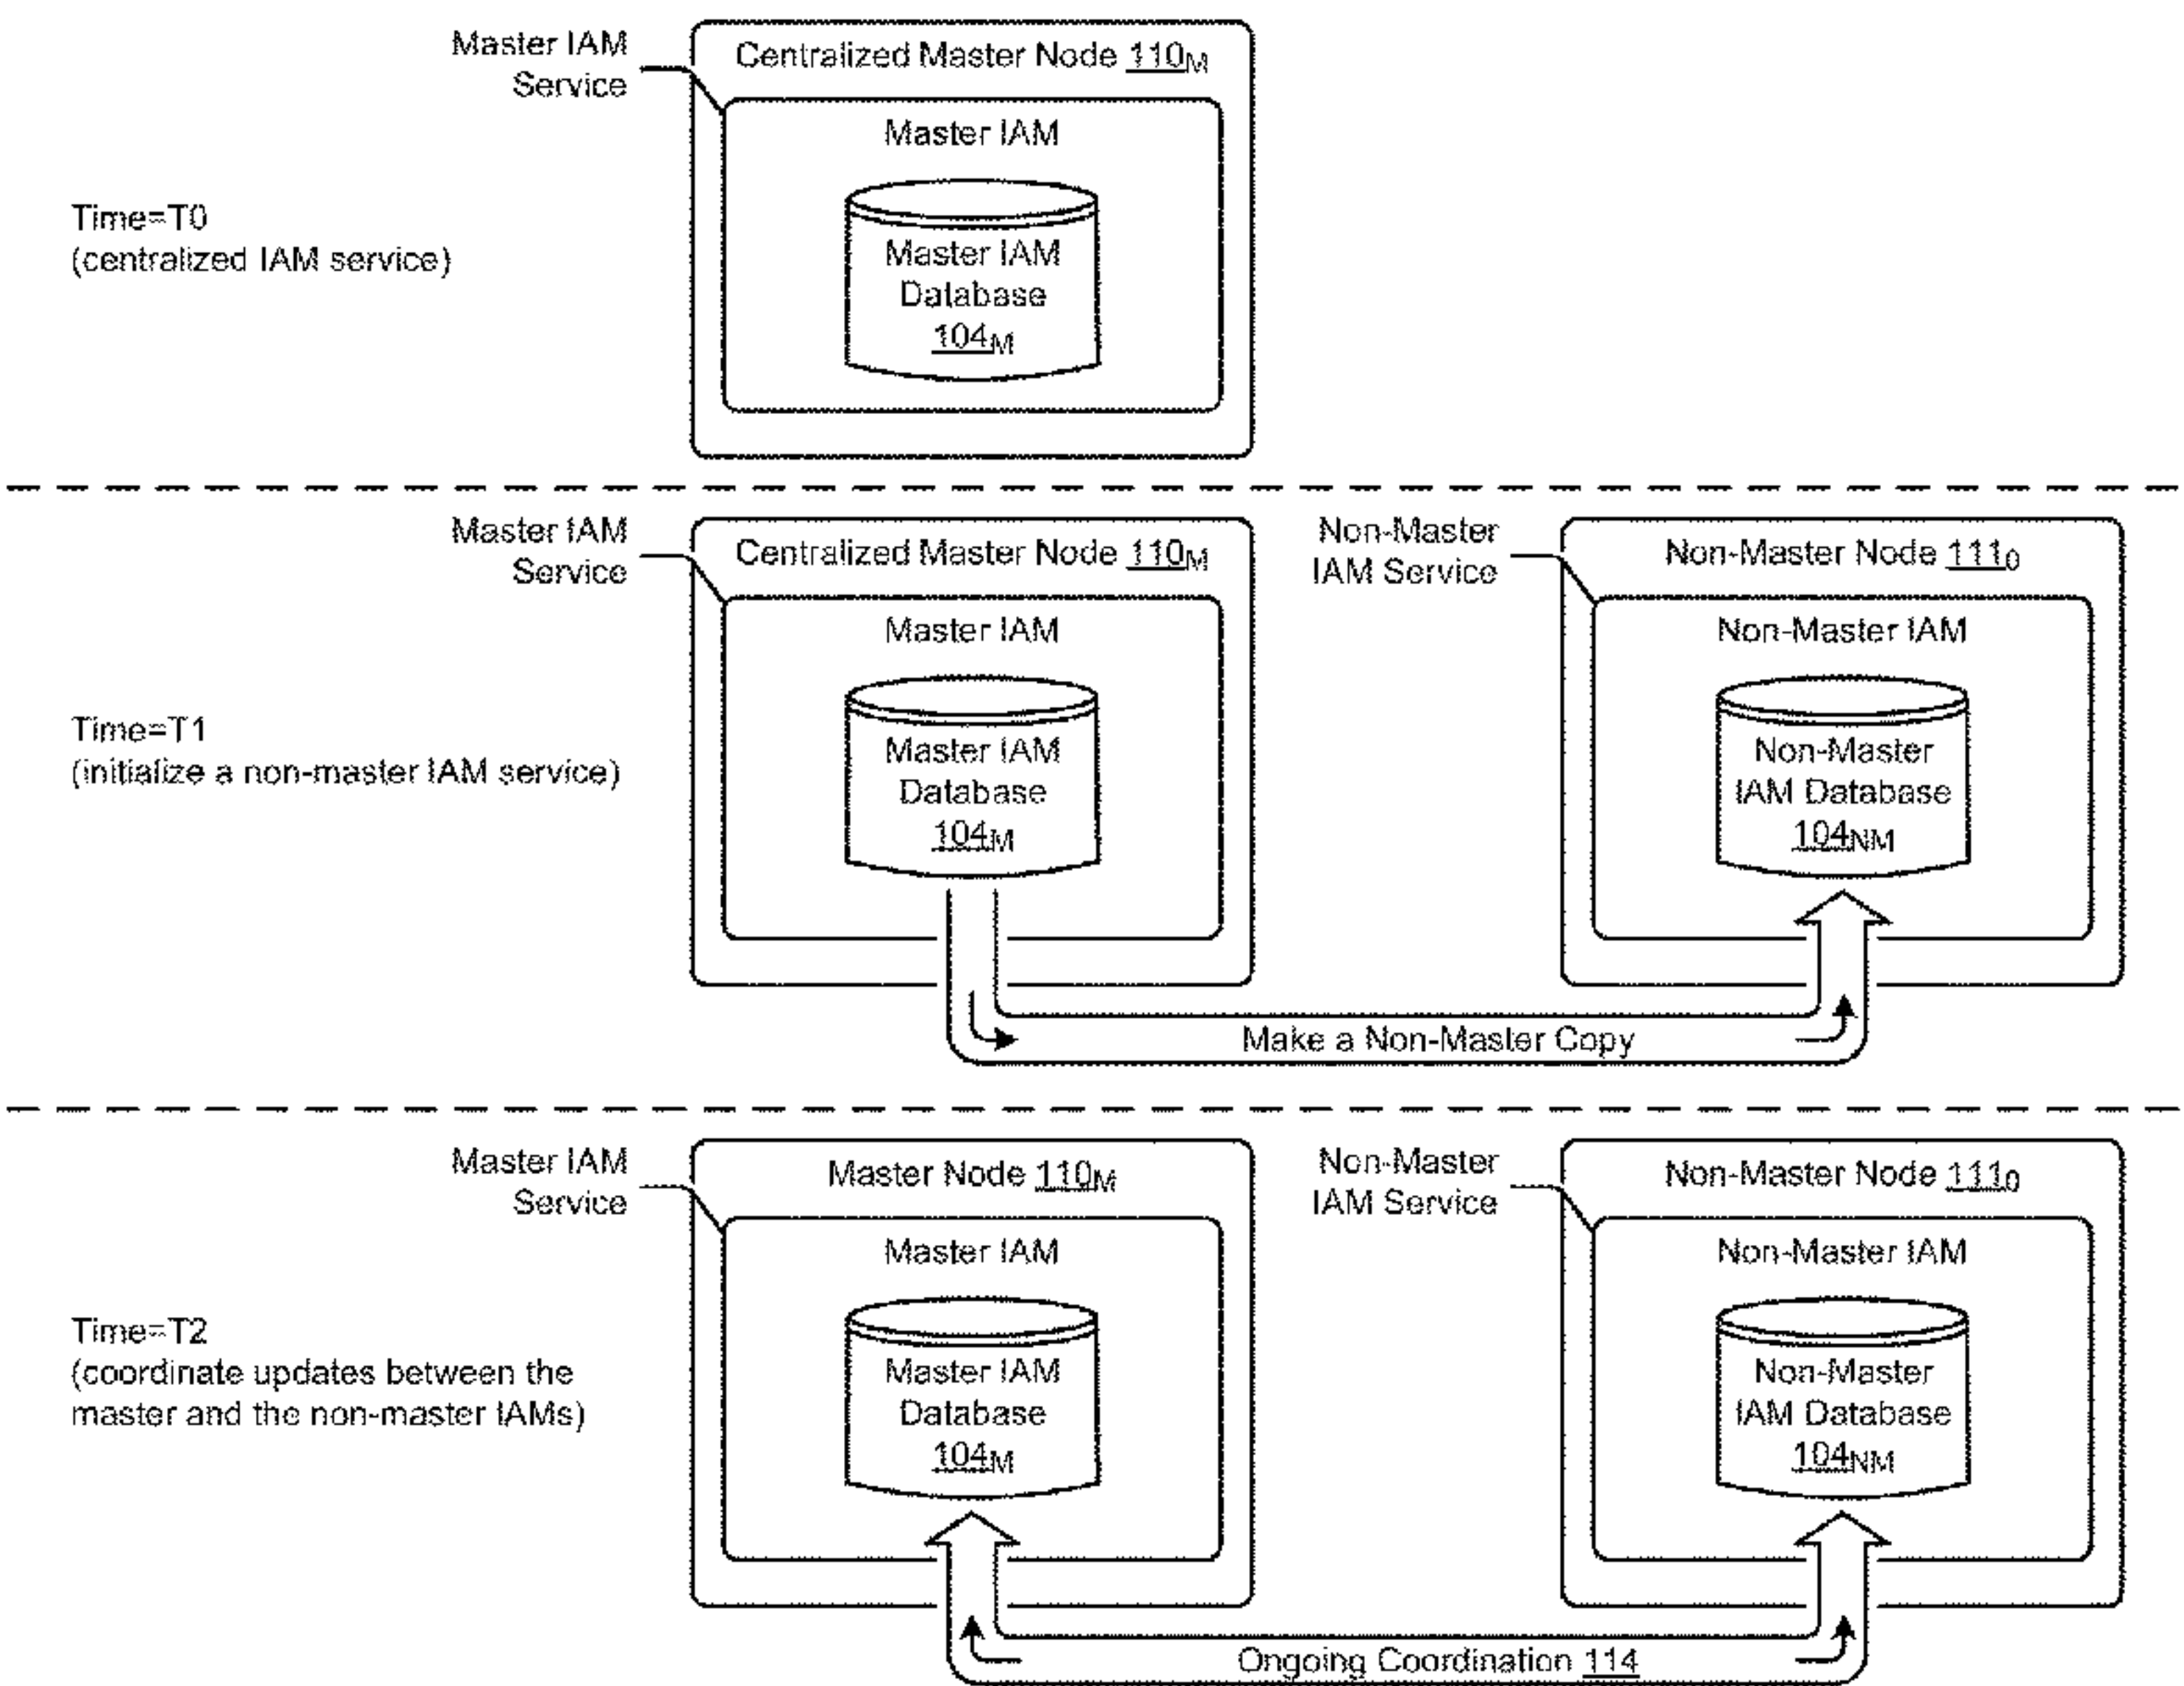 Master IAM
Service
Centralized Master Node 110M
Master IAM
Master IAM
Database
104M
Time=T0
(centralized IAM service)
Master IAM
Service
Centralized Master Node 110M
Master IAM
Master IAM
Database
104M
Non-Master
IAM Service
Non-Master Node 1110
Non-Master IAM
Non-Master
IAM Database
104NM
Time=T1
(initialize a non-master IAM service)
Make a Non-Master Copy
Master IAM
Service
Master Node 110M
Master IAM
Master IAM
Database
104M
Non-Master
IAM Service
Non-Master Node 1110
Non-Master IAM
Non-Master
IAM Database
104NM
Time=T2
(coordinate updates between the
master and the non-master IAMs)
Ongoing Coordination 114